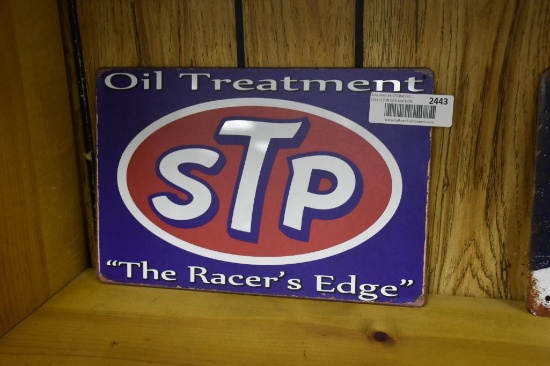 Oil Treatment
2443
STP
"The Racer's Edge"